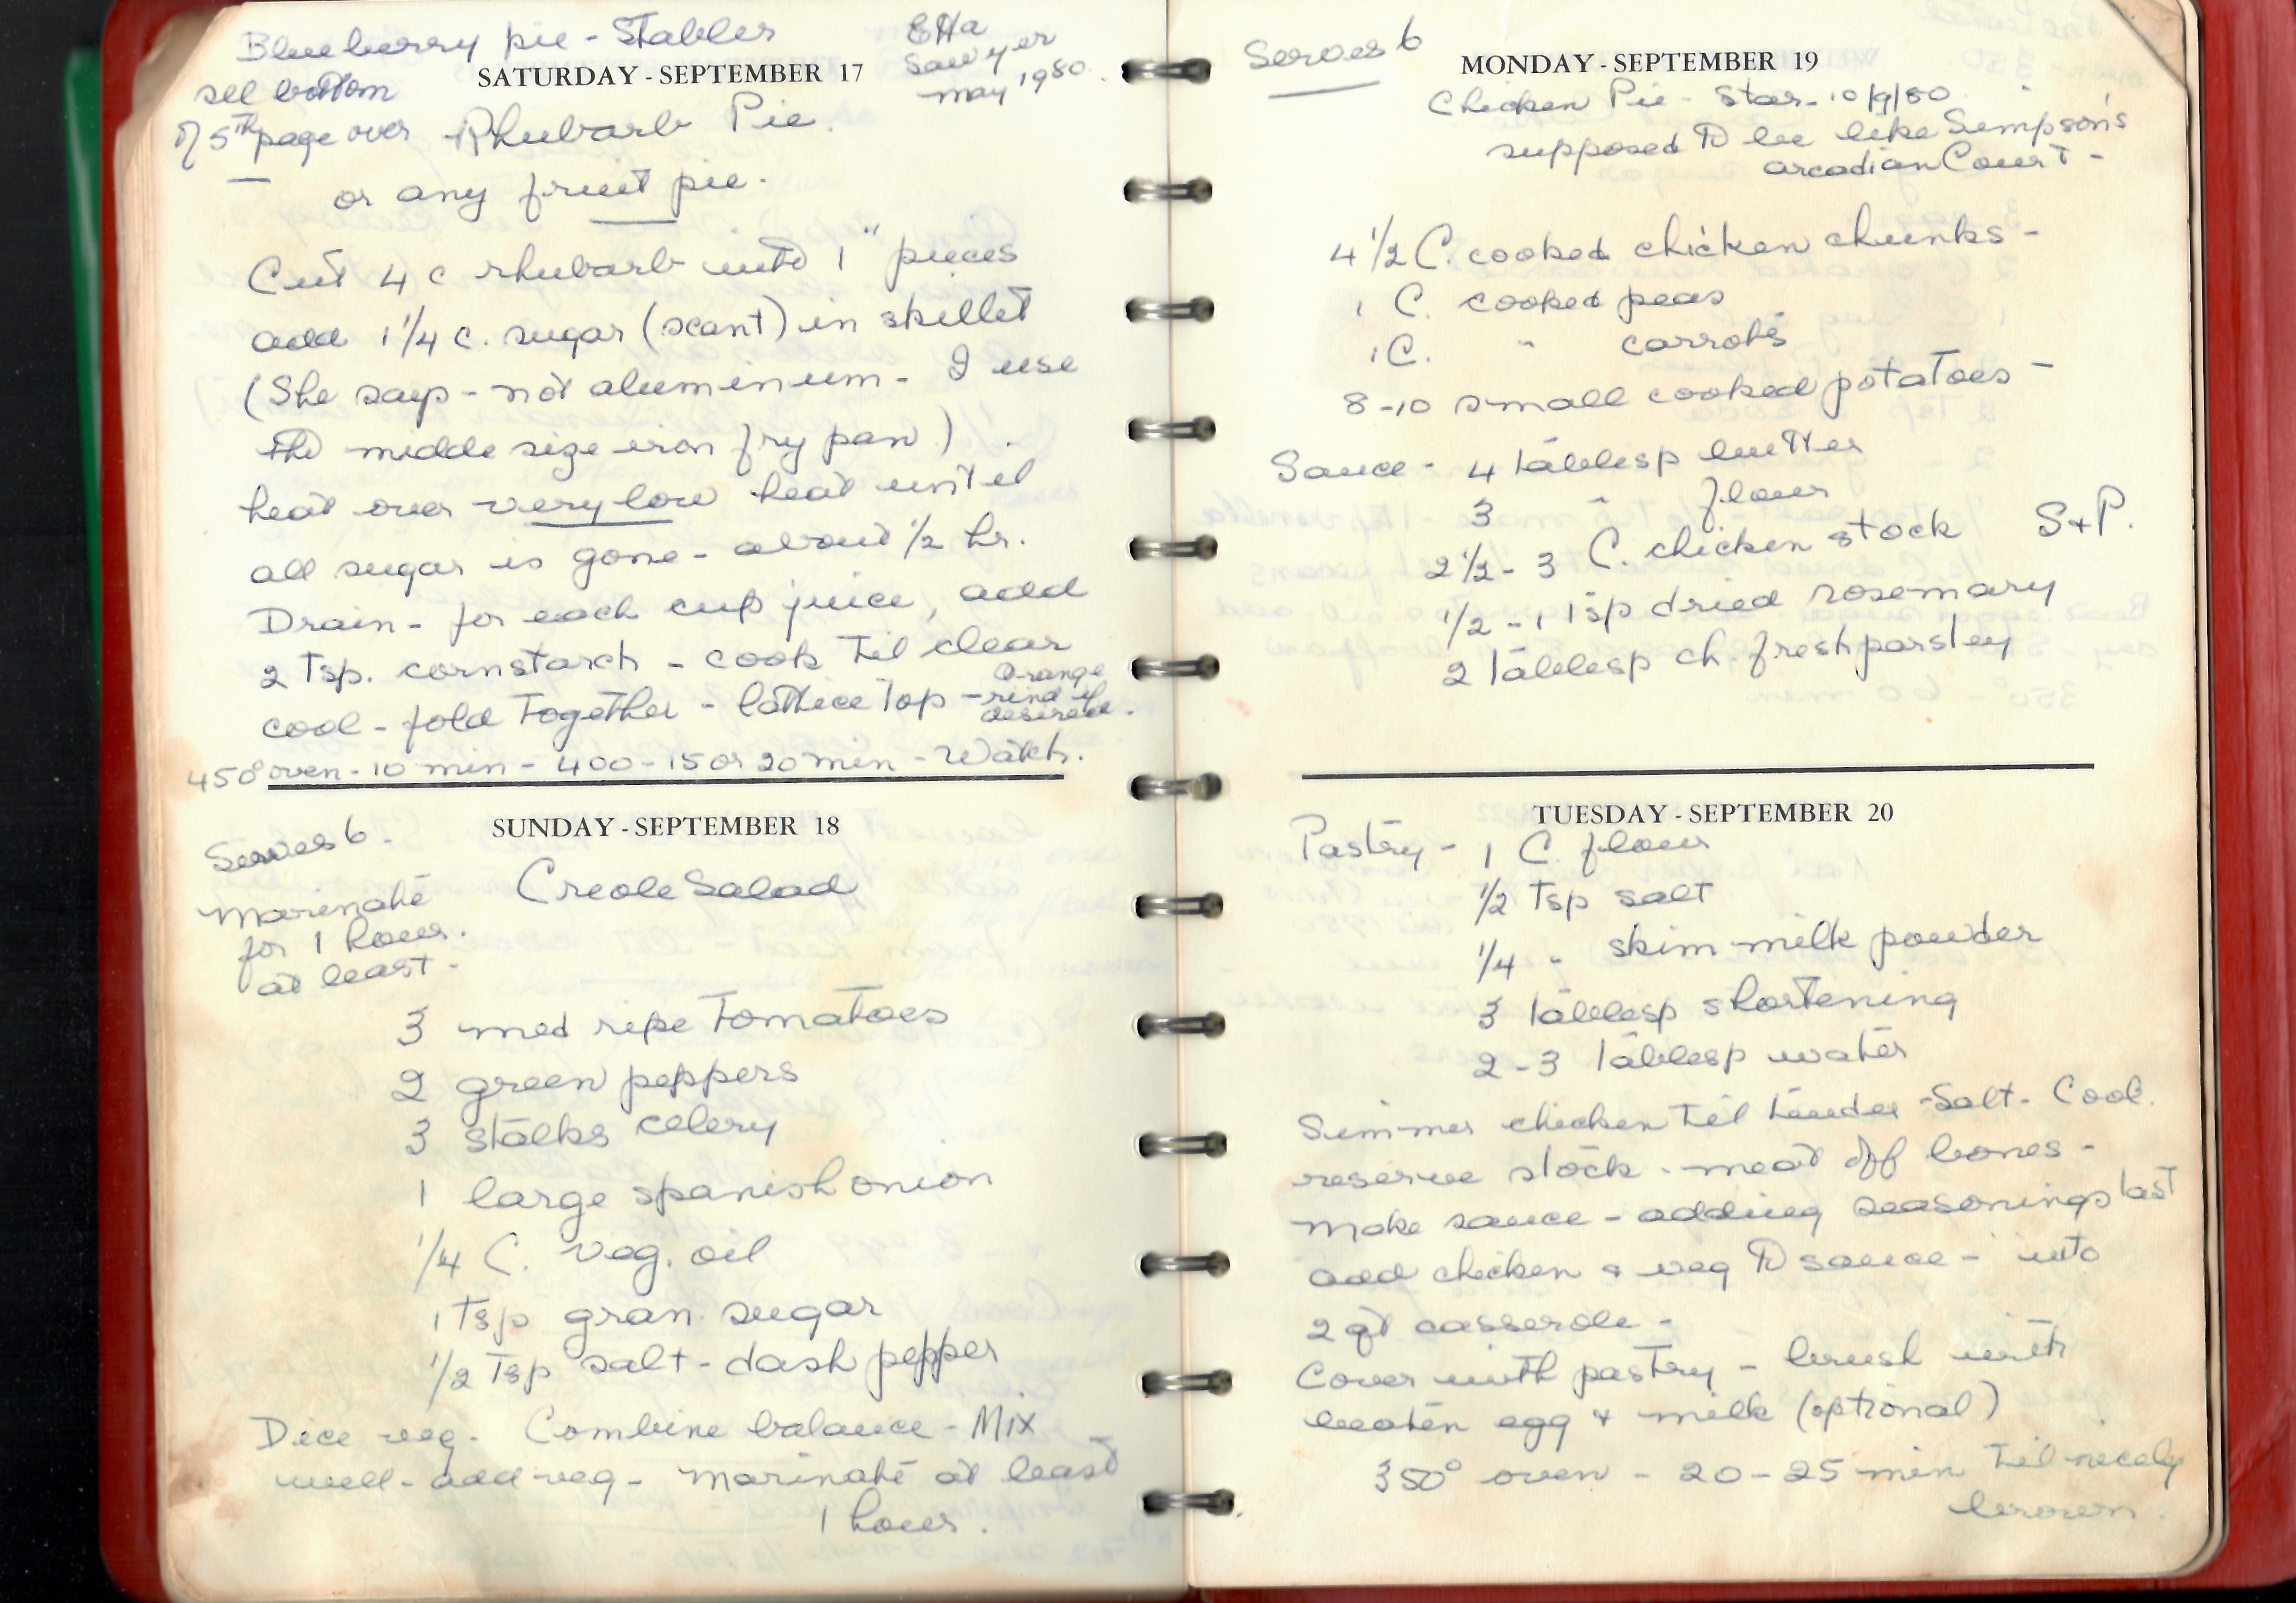 Blueberry pie - Stabler
see bottom
of 5th page over
Etta
Sawyer
May 1980.
SATURDAY - SEPTEMBER 17
Rhubarb Pie.
or any fruit pie.
Cut 4 c rhubarb into 1" pieces
add 1 1/4 c. sugar (scant) in skillet
(She says - not aluminium - I use
the midde size iron fry pan) .
heat over very low heat until
all sugar is gone - about 1/2 hr.
Drain - for each cup juice, add
2 Tsp. cornstarch - cook til clear
cool - fold together - lattice top - orange
rind if
desired.
450° oven - 10 min - 400 - 15 or 20 min - Watch.
SUNDAY - SEPTEMBER 18
Serves 6.
Marinate
for 1 hour.
at least.
Creole Salad
3 med ripe tomatoes
2 green peppers
3 stalks celery
1 large spanish onion
1/4 C. veg. oil
1 Tsp gran. sugar
1/2 Tsp salt - dash pepper
Dice veg. Combine balance - Mix
well - add veg - marinate at least
1 hour.
Serves 6
MONDAY - SEPTEMBER 19
Chicken Pie - Star - 10/9/80
supposed to be like Simpson's
arcadian Court -
4 1/2 C. cooked chicken chunks -
1 C. cooked peas
1 C. " carrots
8-10 small cooked potatoes -
Sauce - 4 tablesp butter
3 " flour
2 1/2 - 3 C. chicken stock S+P.
1/2 - 1 tsp dried rosemary
2 tablesp ch. fresh parsley
TUESDAY - SEPTEMBER 20
Pastry - 1 C. flour
1/2 Tsp salt
1/4 " skim milk powder
3 tablesp shortening
2-3 tablesp water
Simmer chicken til tender - Salt - Cool.
reserve stock - meat off bones -
Make sauce - adding seasonings last
add chicken & veg to sauce - into
2 qt casserole -
Cover with pastry - brush with
beaten egg & milk (optional)
350° oven - 20-25 min til nicely
brown.